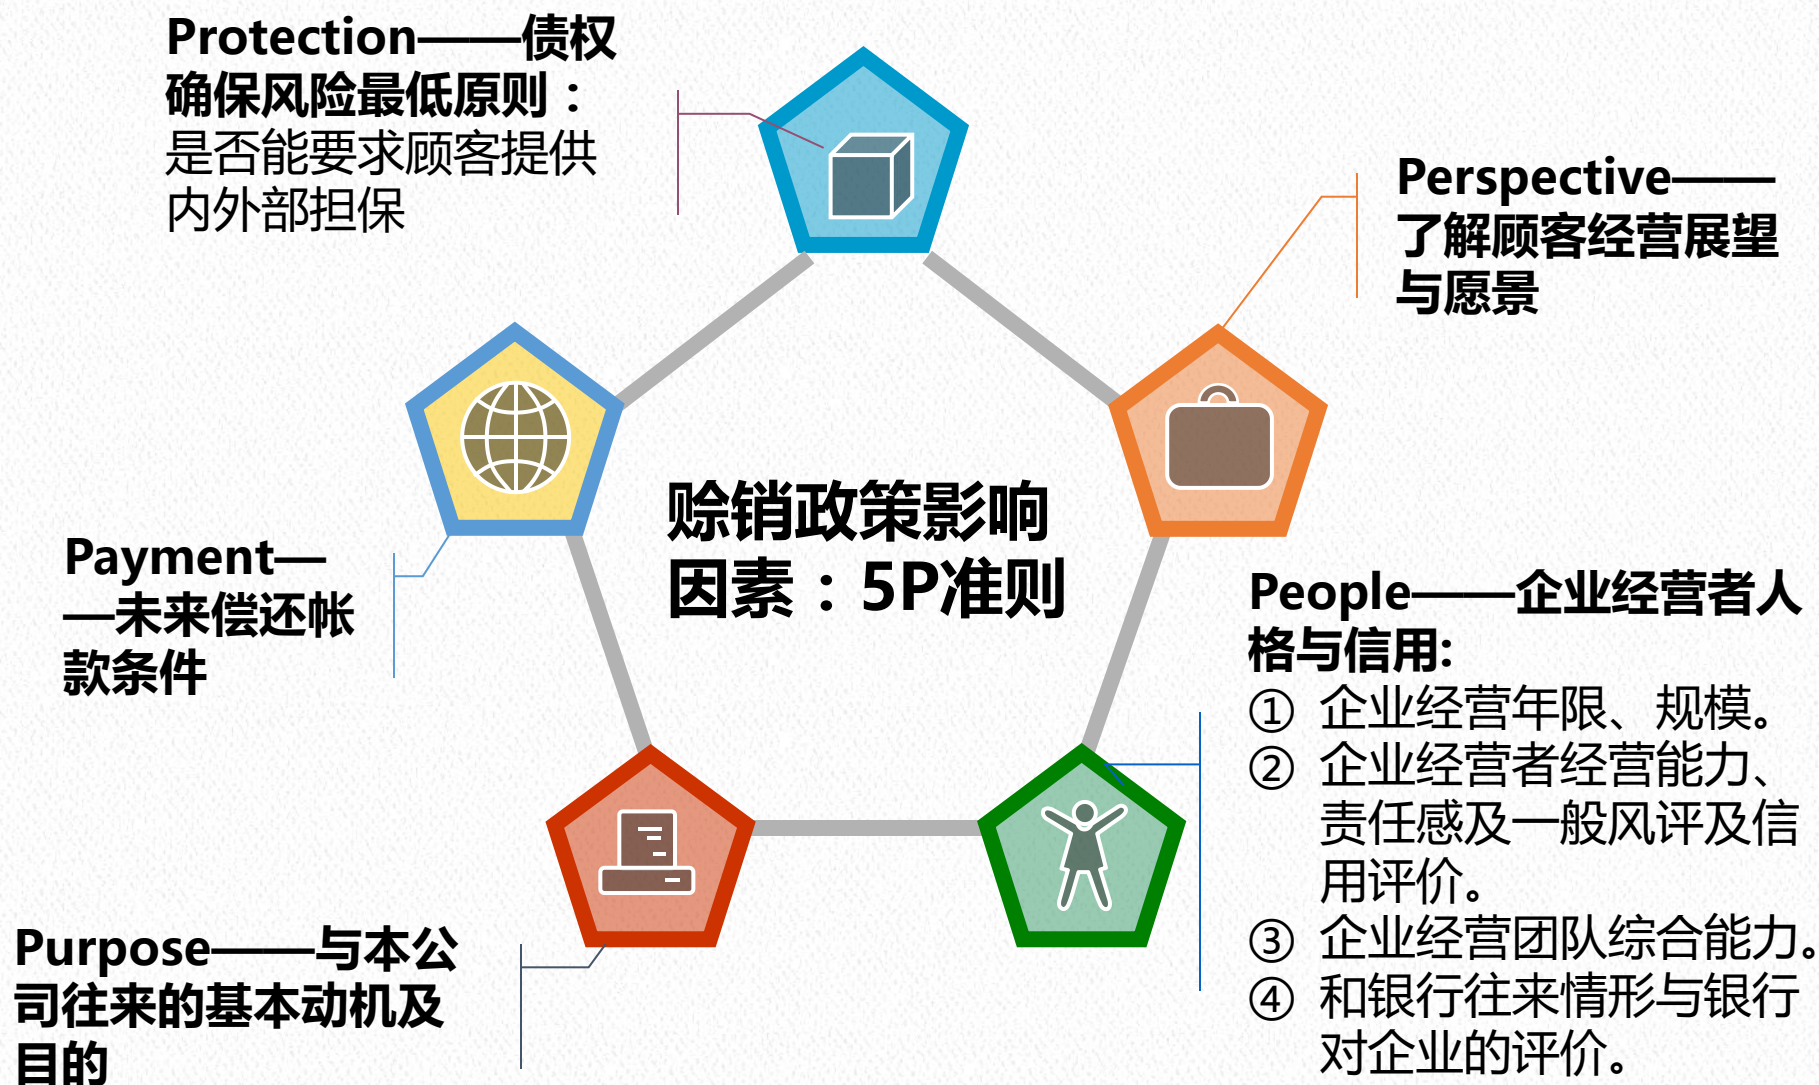 Protection——债权
确保风险最低原则：
是否能要求顾客提供
内外部担保
Perspective——
了解顾客经营展望
与愿景
赊销政策影响
因素：5P准则
Payment—
—未来偿还帐
款条件
People——企业经营者人
格与信用:
① 企业经营年限、规模。
② 企业经营者经营能力、
责任感及一般风评及信
用评价。
③ 企业经营团队综合能力。
④ 和银行往来情形与银行
对企业的评价。
Purpose——与本公
司往来的基本动机及
目的